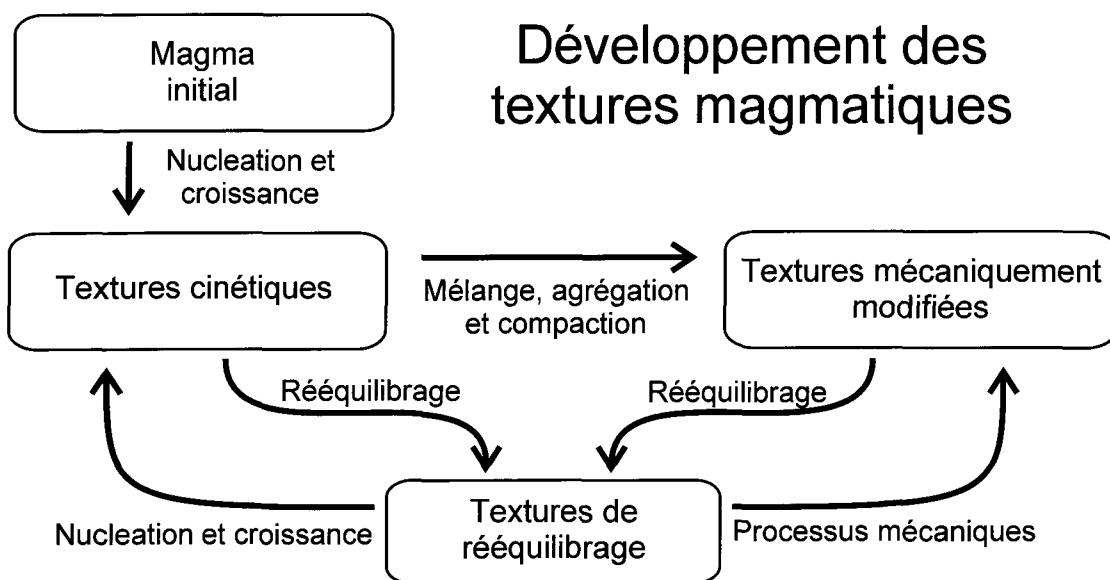 Développement des
textures magmatiques
Magma
initial
Nucleation et
croissance
Textures cinétiques
Mélange, agrégation
et compaction
Textures mécaniquement
modifiées
Rééquilibrage
Rééquilibrage
Nucleation et croissance
Textures de
rééquilibrage
Processus mécaniques